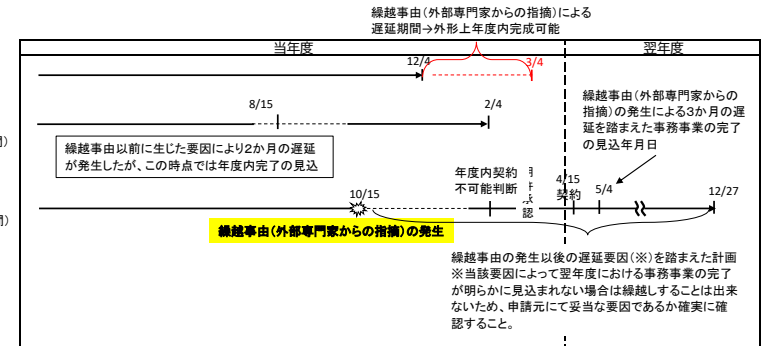 繰越事由(外部専門家からの指摘)による
遅延期間→外形上年度内完成可能
当年度
翌年度
12/4
3/4
8/15
2/4
間)
繰越事由以前に生じた要因により2か月の遅延
が発生したが、この時点では年度内完了の見込
繰越事由(外部専門家からの
指摘)の発生による3か月の遅
延を踏まえた事務事業の完了
の見込年月日
年度内契約
不可能判断
認
4/15
契約
5/4
10/15
12/27
間)
繰越事由(外部専門家からの指摘)の発生
繰越事由の発生以後の遅延要因(※)を踏まえた計画
※当該要因によって翌年度における事務事業の完了
が明らかに見込まれない場合は繰越しすることは出来
ないため、申請元にて妥当な要因であるか確実に確
認すること。